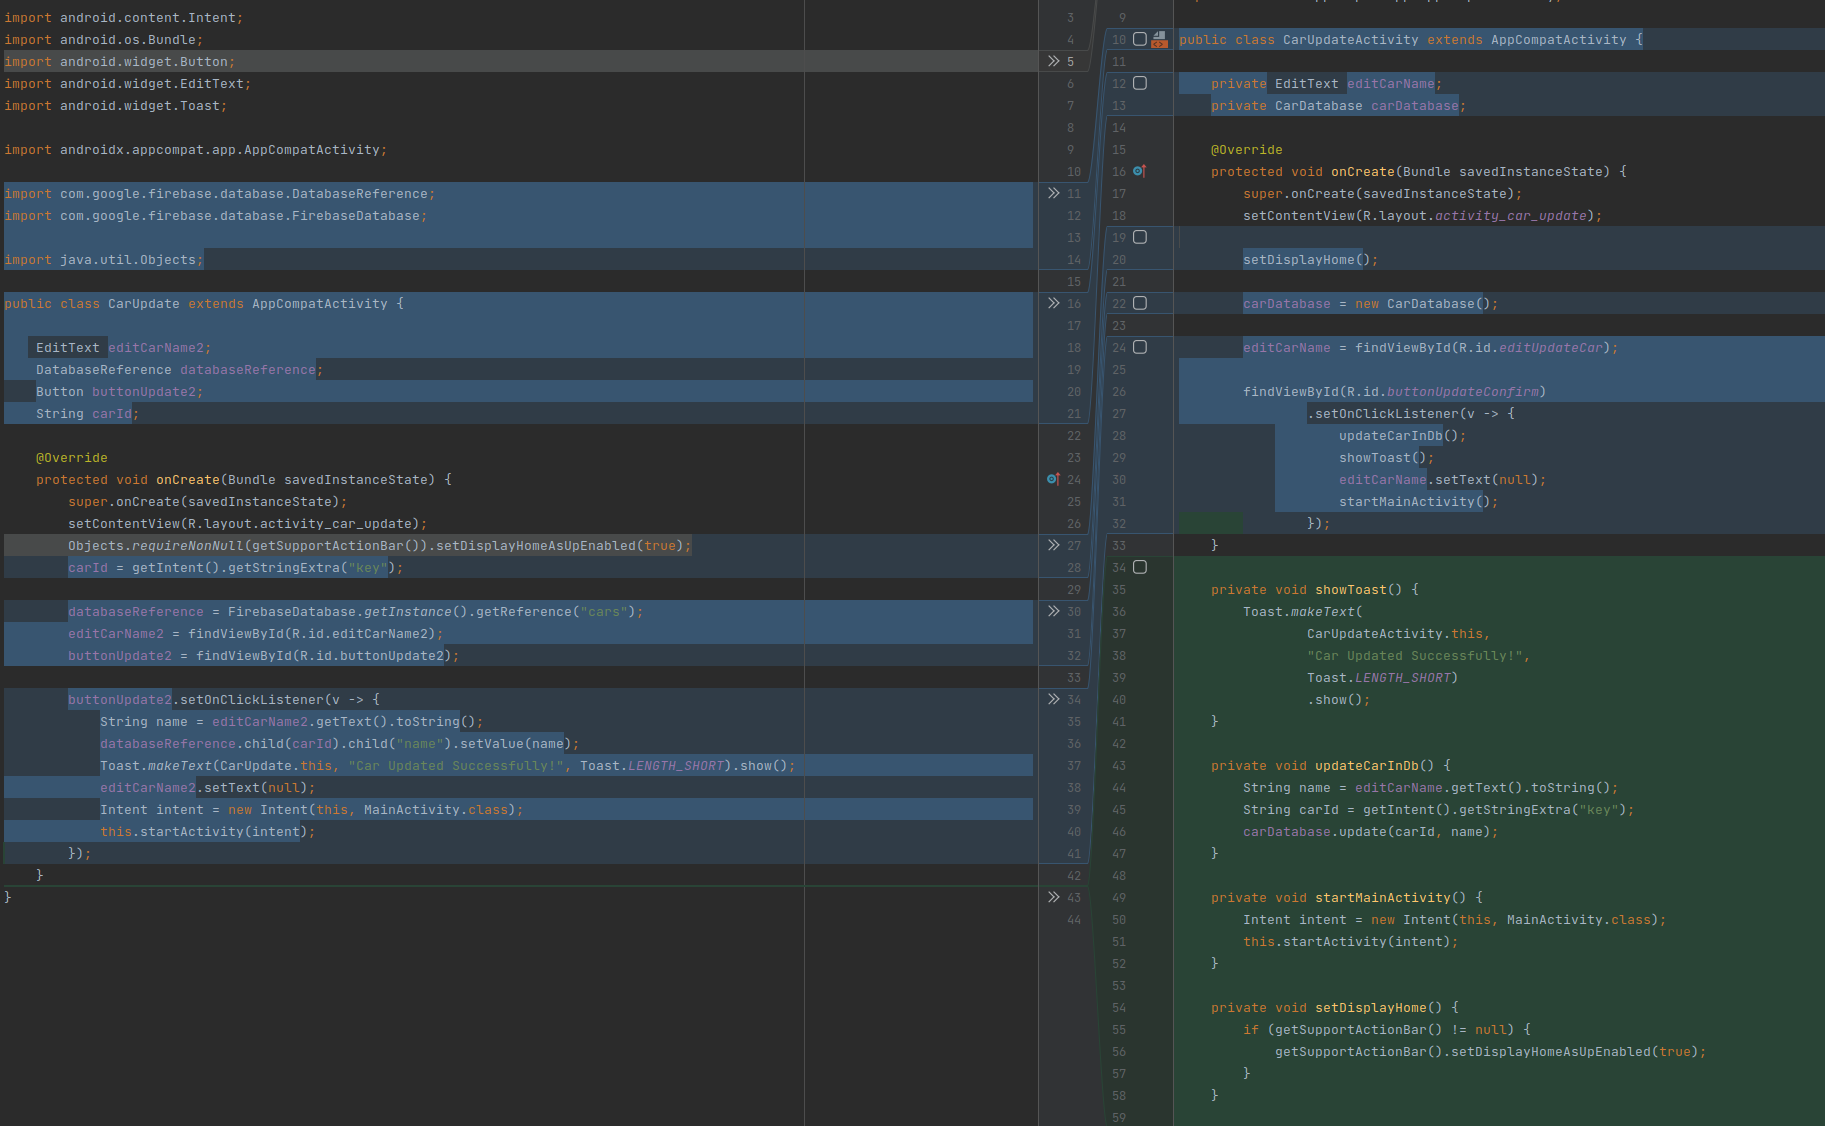 import android.content.Intent;
import android.os.Bundle;
import android.widget.Button;
import android.widget.EditText;
import android.widget.Toast;
import androidx.appcompat.app.AppCompatActivity;
import com.google.firebase.database.DatabaseReference;
import com.google.firebase.database.FirebaseDatabase;
import java.util.Objects;
public class CarUpdate extends AppCompatActivity {
EditText editCarName2;
DatabaseReference databaseReference;
Button buttonUpdate2;
String carId;
@Override
protected void onCreate(Bundle savedInstanceState) {
super.onCreate(savedInstanceState);
setContentView(R.layout.activity_car_update);
Objects.requireNonNull(getSupportActionBar()).setDisplayHomeAsUpEnabled(true);
carId = getIntent().getStringExtra("key");
databaseReference = FirebaseDatabase.getInstance().getReference("cars");
editCarName2 = findViewById(R.id.editCarName2);
buttonUpdate2 = findViewById(R.id.buttonUpdate2);
buttonUpdate2.setOnClickListener(v -> {
String name = editCarName2.getText().toString();
databaseReference.child(carId).child("name").setValue(name);
Toast.makeText(CarUpdate.this, "Car Updated Successfully!", Toast.LENGTH_SHORT).show();
editCarName2.setText(null);
Intent intent = new Intent(this, MainActivity.class);
this.startActivity(intent);
});
}
}
3
4
5
6
7
8
9
10
11
12
13
14
15
16
17
18
19
20
21
22
23
24
25
26
27
28
29
30
31
32
33
34
35
36
37
38
39
40
41
42
43
44
9
10 public class CarUpdateActivity extends AppCompatActivity {
11
12 private EditText editCarName;
13 private CarDatabase carDatabase;
14
15 @Override
16 protected void onCreate(Bundle savedInstanceState) {
17 super.onCreate(savedInstanceState);
18 setContentView(R.layout.activity_car_update);
19
20 setDisplayHome();
21
22 carDatabase = new CarDatabase();
23
24 editCarName = findViewById(R.id.editUpdateCar);
25
26 findViewById(R.id.buttonUpdateConfirm)
27 .setOnClickListener(v -> {
28 updateCarInDb();
29 showToast();
30 editCarName.setText(null);
31 startMainActivity();
32 });
33 }
34
35 private void showToast() {
36 Toast.makeText(
37 CarUpdateActivity.this,
38 "Car Updated Successfully!",
39 Toast.LENGTH_SHORT)
40 .show();
41 }
42
43 private void updateCarInDb() {
44 String name = editCarName.getText().toString();
45 String carId = getIntent().getStringExtra("key");
46 carDatabase.update(carId, name);
47 }
48
49 private void startMainActivity() {
50 Intent intent = new Intent(this, MainActivity.class);
51 this.startActivity(intent);
52 }
53
54 private void setDisplayHome() {
55 if (getSupportActionBar() != null) {
56 getSupportActionBar().setDisplayHomeAsUpEnabled(true);
57 }
58 }
59